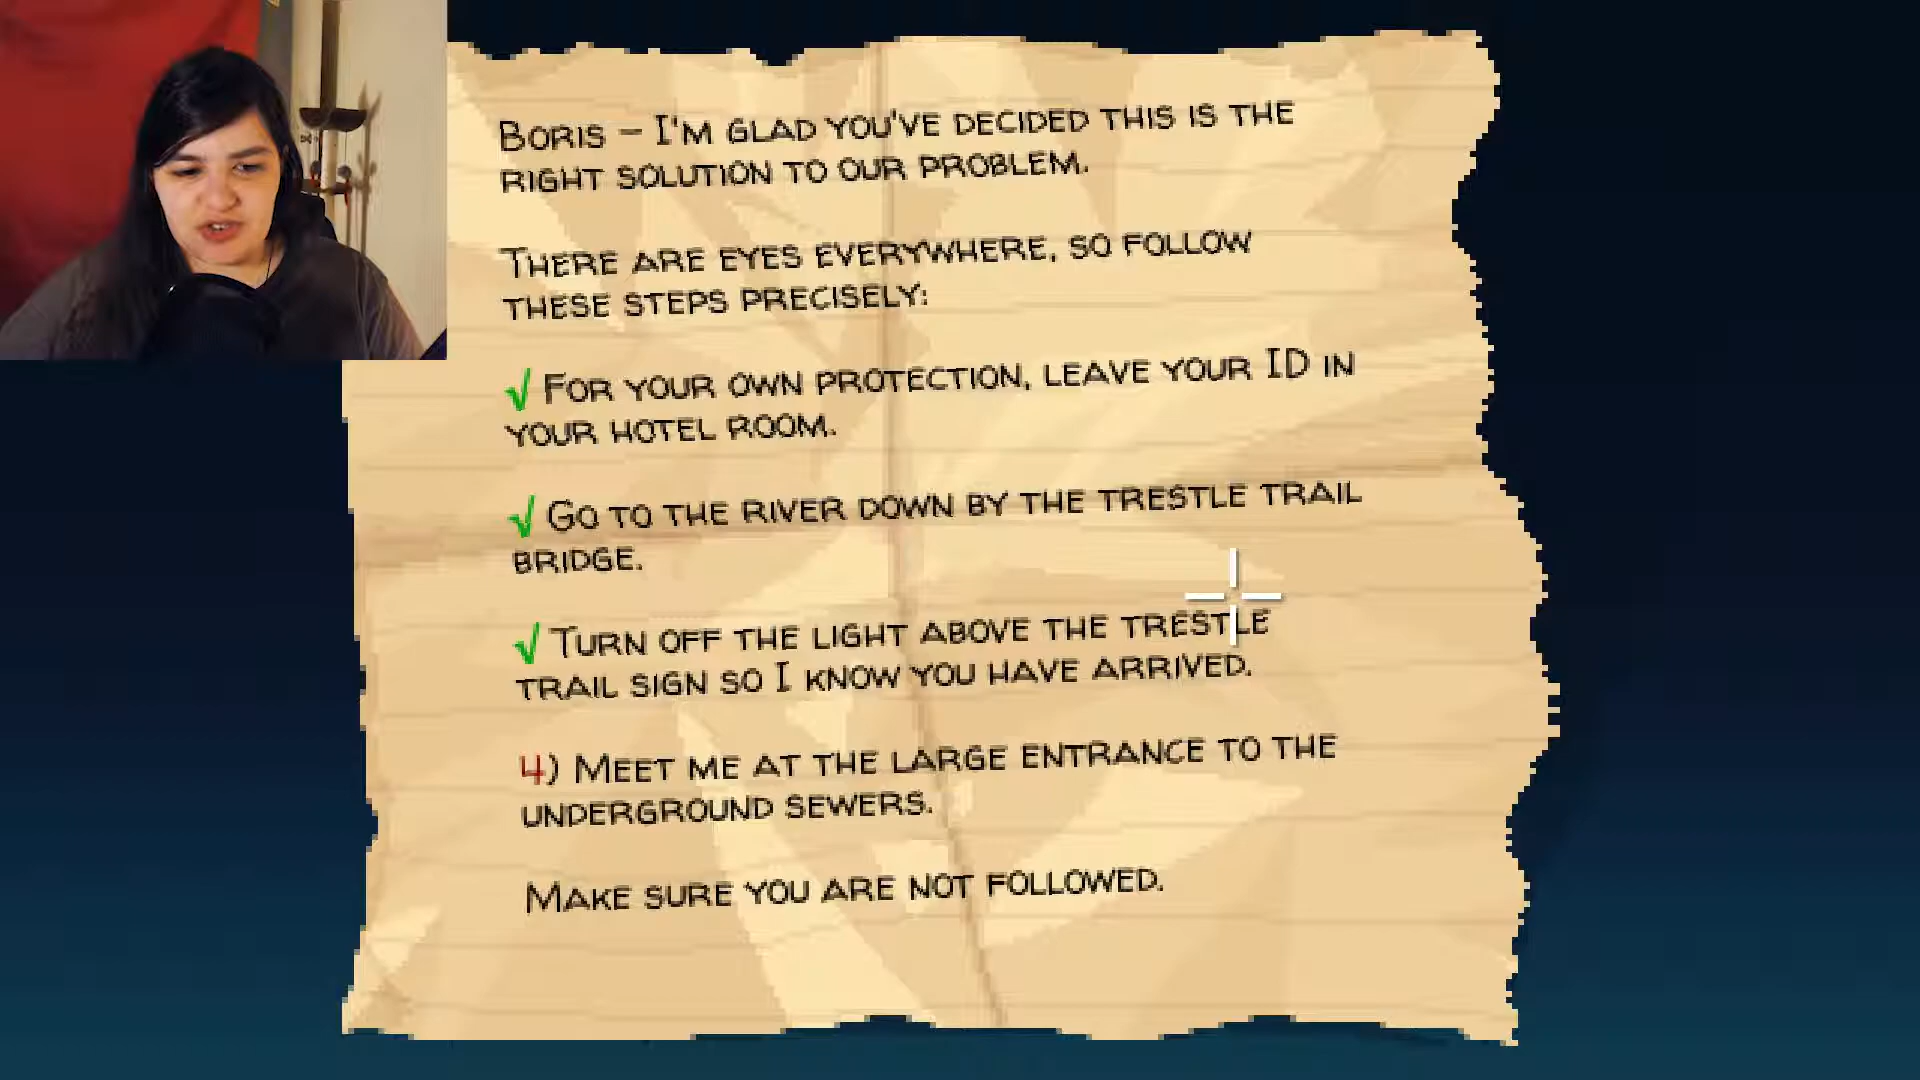 BORIS – I'M GLAD YOU'VE DECIDED THIS IS THE
RIGHT SOLUTION TO OUR PROBLEM.
THERE ARE EYES EVERYWHERE, SO FOLLOW
THESE STEPS PRECISELY:
√ FOR YOUR OWN PROTECTION, LEAVE YOUR ID IN
YOUR HOTEL ROOM.
√ GO TO THE RIVER DOWN BY THE TRESTLE TRAIL
BRIDGE.
√ TURN OFF THE LIGHT ABOVE THE TRESTLE
TRAIL SIGN SO I KNOW YOU HAVE ARRIVED.
4) MEET ME AT THE LARGE ENTRANCE TO THE
UNDERGROUND SEWERS.
MAKE SURE YOU ARE NOT FOLLOWED.